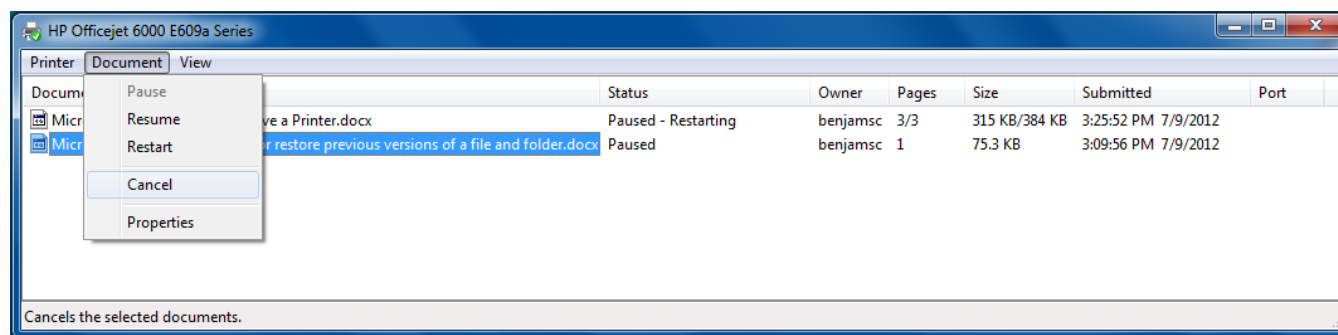 HP Officejet 6000 E609a Series
Printer Document View
Docume Status Owner Pages Size Submitted Port
Micr ve a Printer.docx Paused - Restarting benjamsc 3/3 315 KB/384 KB 3:25:52 PM 7/9/2012
Micr r restore previous versions of a file and folder.docx Paused benjamsc 1 75.3 KB 3:09:56 PM 7/9/2012
Pause
Resume
Restart
Cancel
Properties
Cancels the selected documents.